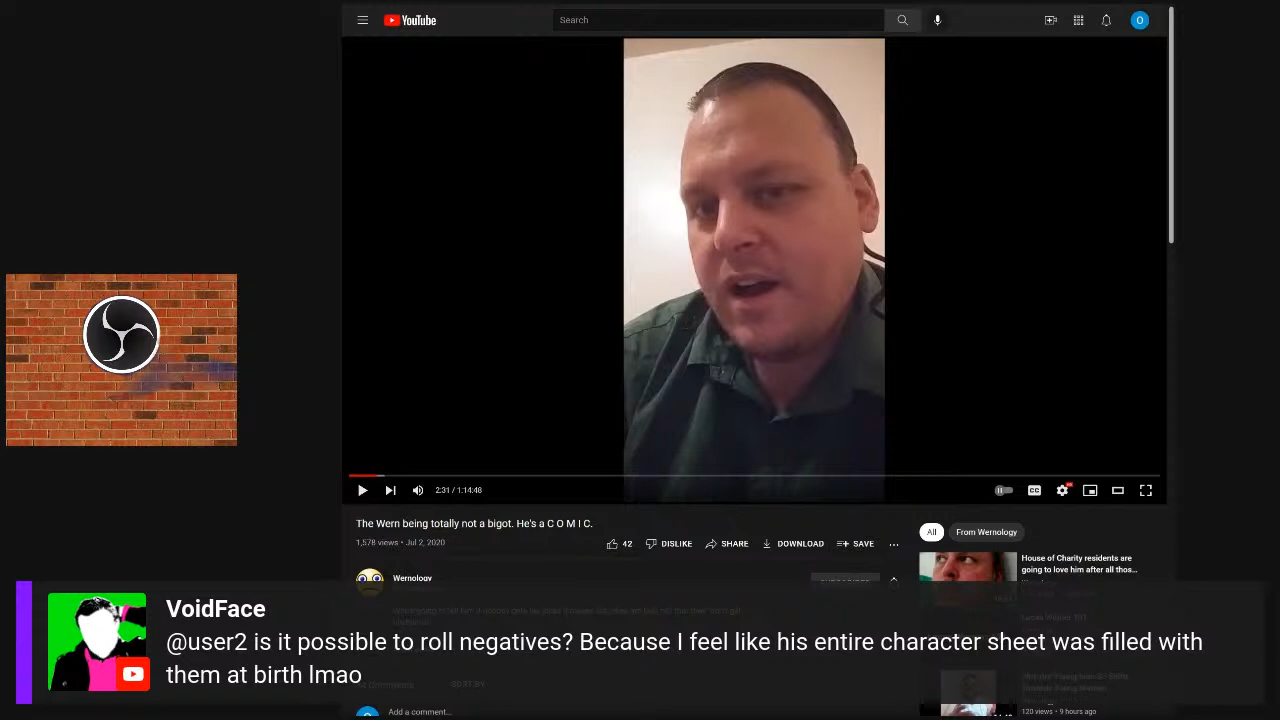 YouTube
Search
O
2:31 / 1:14:48
CC
The Wern being totally not a bigot. He's a C O M I C.
1,578 views • Jul 2, 2020
42
DISLIKE
SHARE
DOWNLOAD
SAVE
All
From Wernology
Wernology
House of Charity residents are
going to love him after all thos...
VoidFace
@user2 is it possible to roll negatives? Because I feel like his entire character sheet was filled with
them at birth lmao
SORT BY
Add a comment...
120 views • 9 hours ago